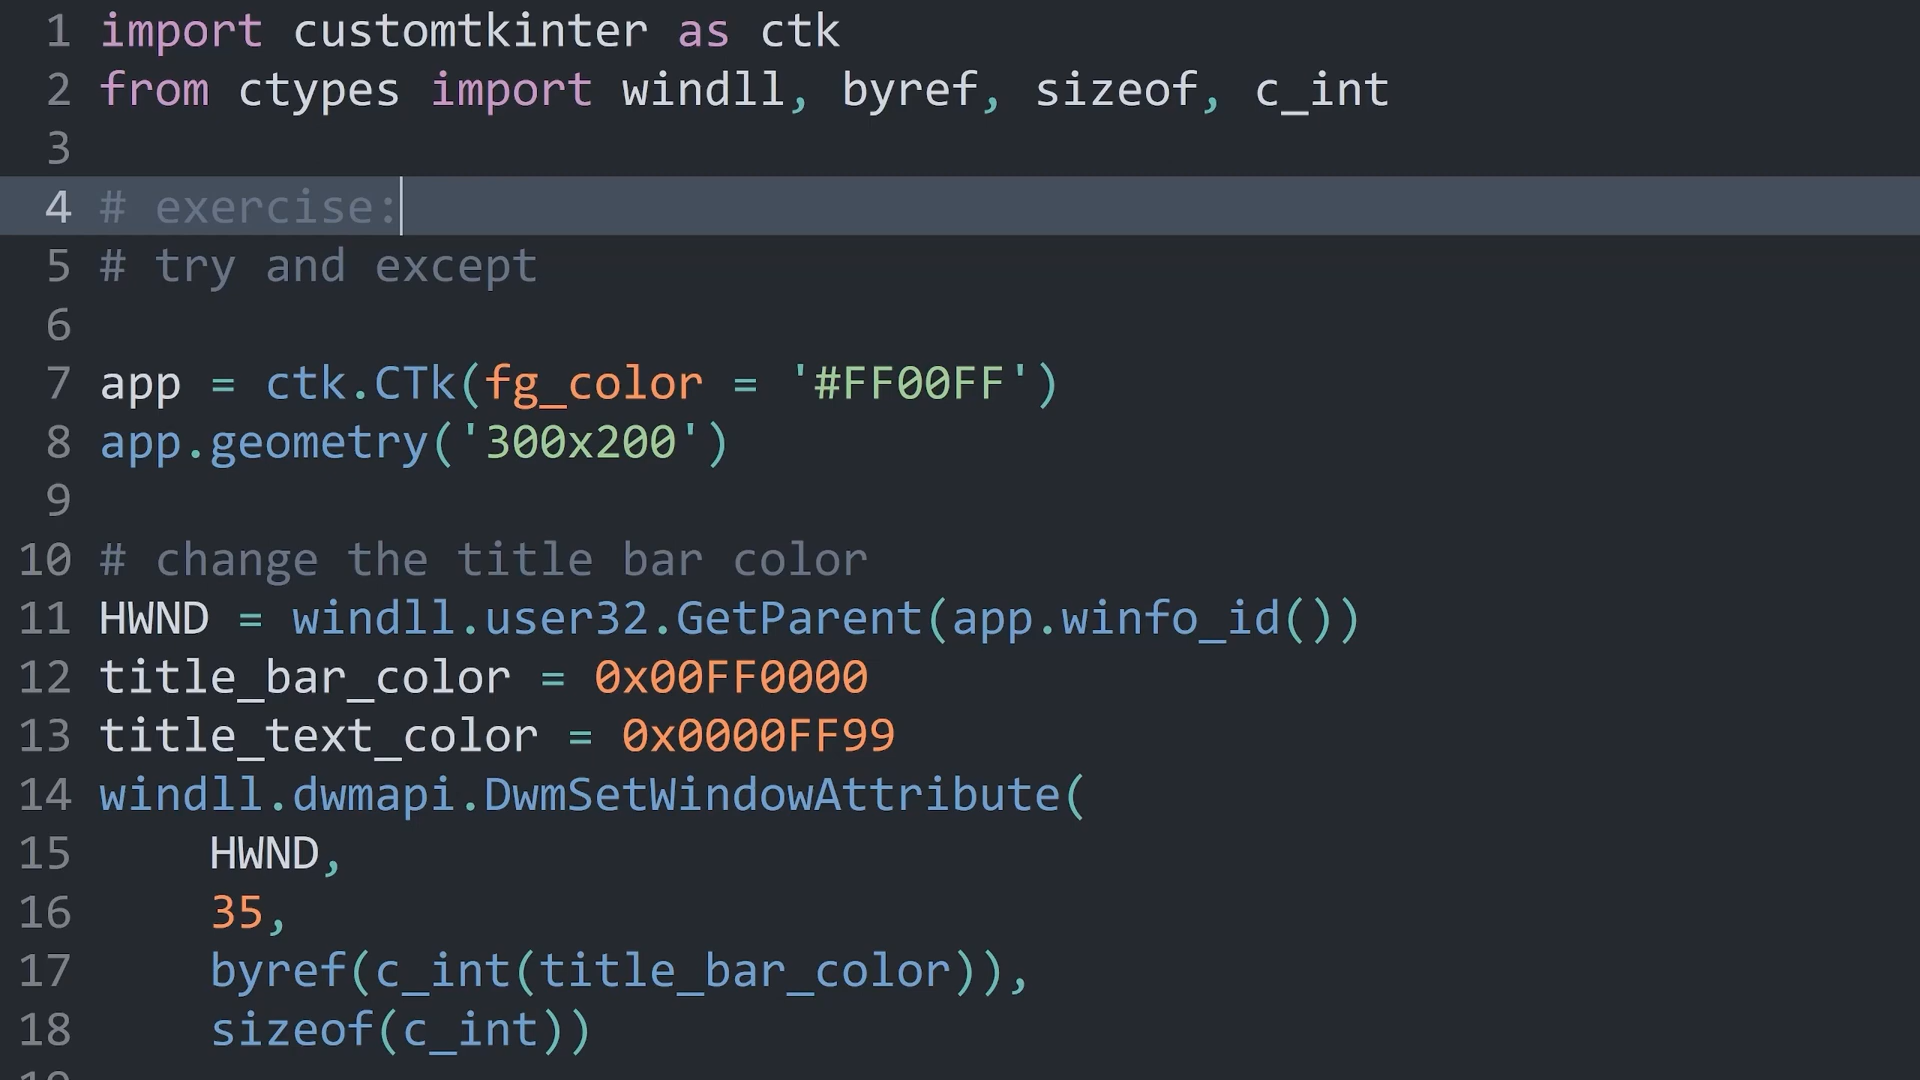 1 import customtkinter as ctk
2 from ctypes import windll, byref, sizeof, c_int
3
4 # exercise:
5 # try and except
6
7 app = ctk.CTk(fg_color = '#FF00FF')
8 app.geometry('300x200')
9
10 # change the title bar color
11 HWND = windll.user32.GetParent(app.winfo_id())
12 title_bar_color = 0x00FF0000
13 title_text_color = 0x0000FF99
14 windll.dwmapi.DwmSetWindowAttribute(
15     HWND,
16     35,
17     byref(c_int(title_bar_color)),
18     sizeof(c_int))